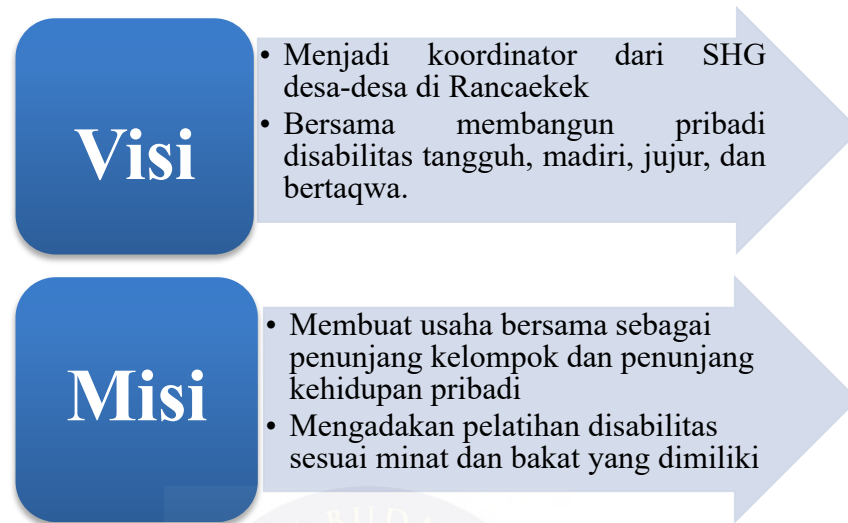 Visi
• Menjadi koordinator dari SHG
desa-desa di Rancaekek
• Bersama membangun pribadi
disabilitas tangguh, madiri, jujur, dan
bertaqwa.
Misi
• Membuat usaha bersama sebagai
penunjang kelompok dan penunjang
kehidupan pribadi
• Mengadakan pelatihan disabilitas
sesuai minat dan bakat yang dimiliki